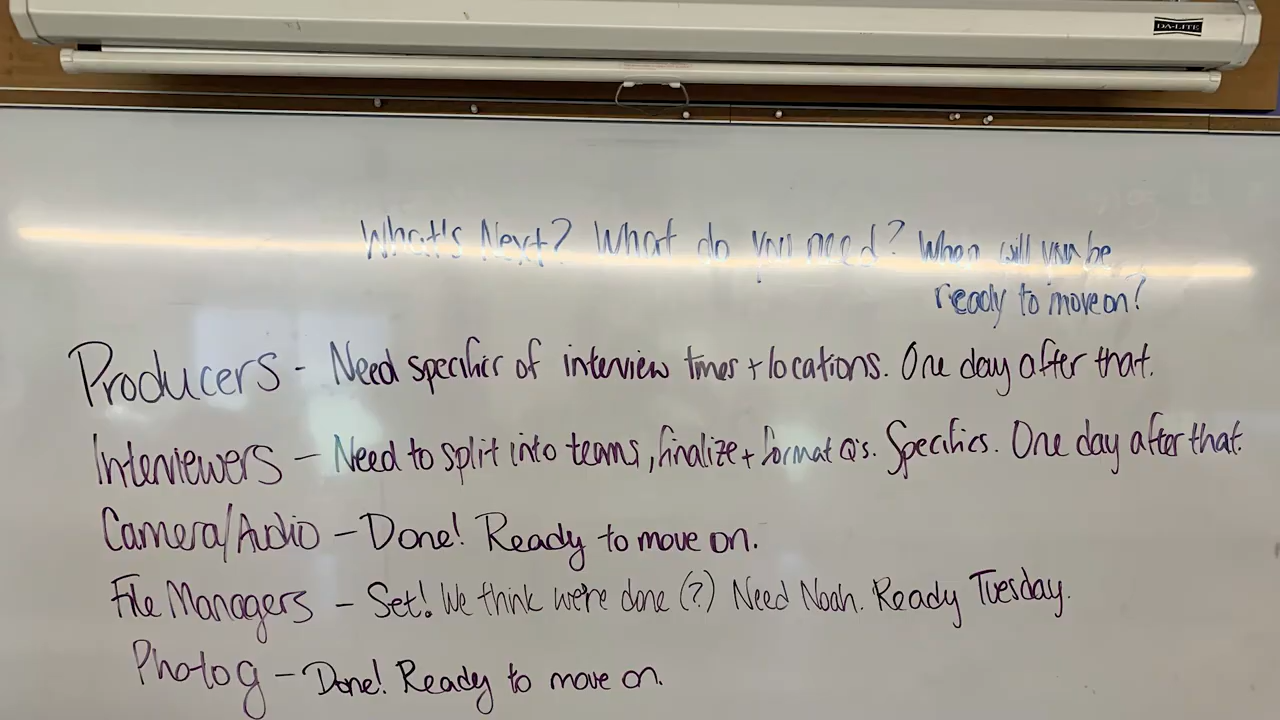 DA-LITE
What's Next? What do you need? When will you be
ready to move on?
Producers - Need specific of interview times + locations. One day after that.
Interviewers - Need to split into teams, finalize + format Q's. Specifics. One day after that.
Camera/Audio - Done! Ready to move on.
File Managers - Set! We think we're done (?) Need Noah. Ready Tuesday.
Photog - Done! Ready to move on.